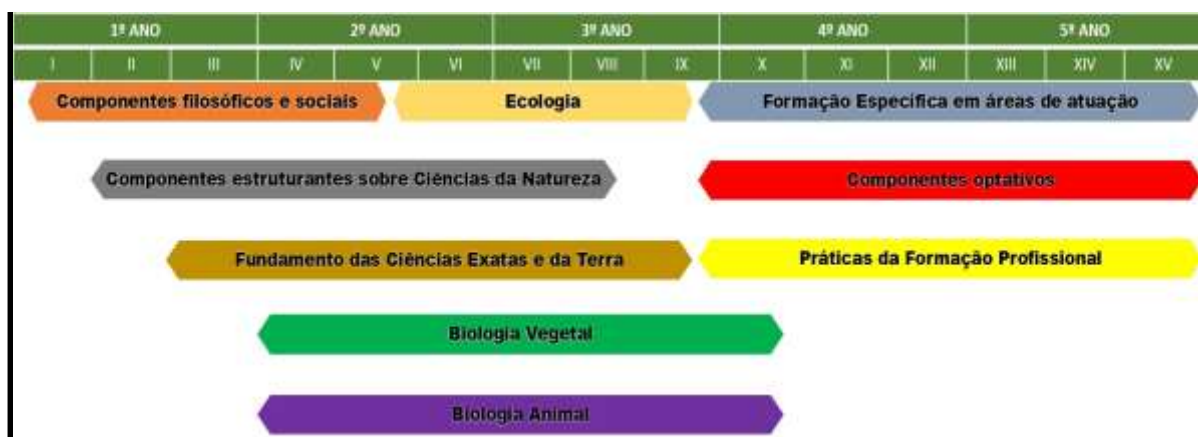 1º ANO 2º ANO 3º ANO 4º ANO 5º ANO
I II III IV V VI VII VIII IX X XI XII XIII XIV XV
Componentes filosóficos e sociais Ecologia Formação Específica em áreas de atuação
Componentes estruturantes sobre Ciências da Natureza Componentes optativos
Fundamento das Ciências Exatas e da Terra Práticas da Formação Profissional
Biologia Vegetal
Biologia Animal